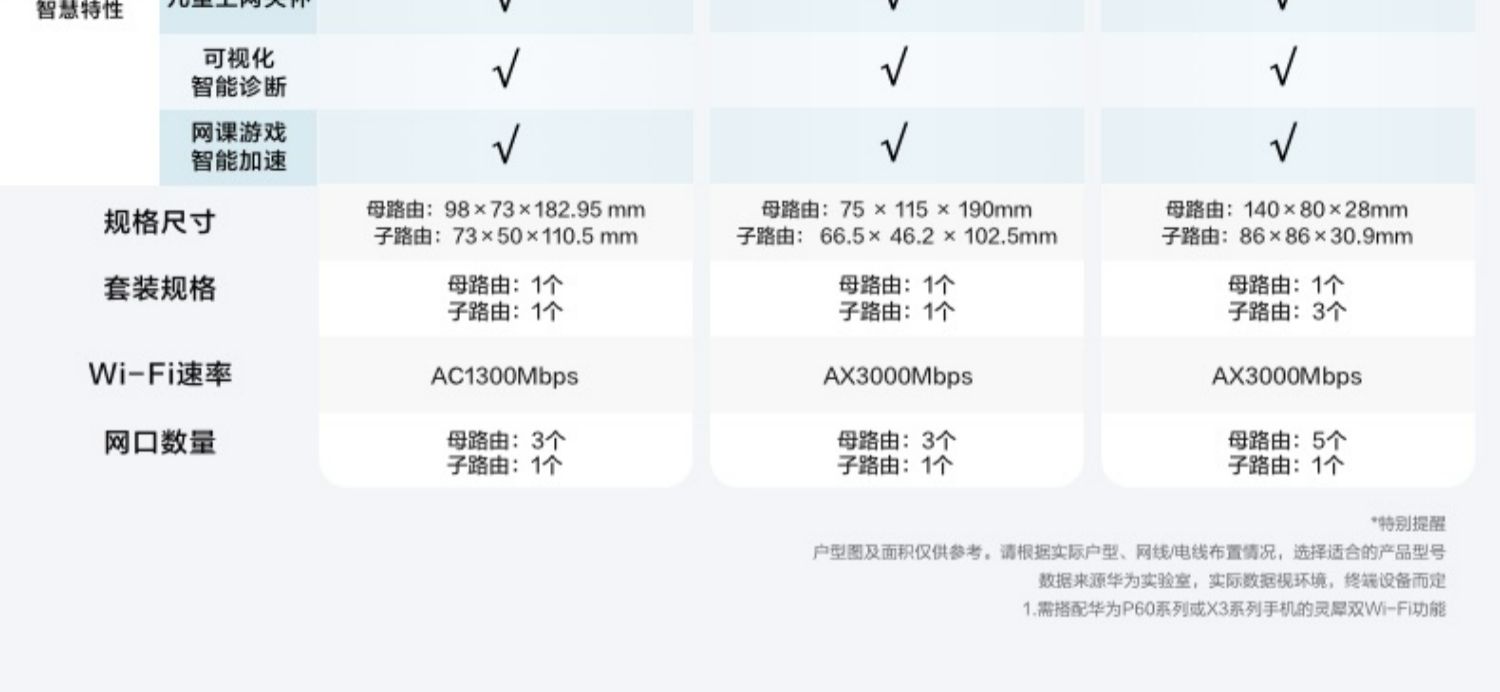 智慧特性
√ √ √
可视化
智能诊断
√ √ √
网课游戏
智能加速
√ √ √
规格尺寸
母路由：98×73×182.95 mm
子路由：73×50×110.5 mm
母路由：75 × 115 × 190mm
子路由： 66.5× 46.2 × 102.5mm
母路由：140×80×28mm
子路由：86×86×30.9mm
套装规格
母路由：1个
子路由：1个
母路由：1个
子路由：1个
母路由：1个
子路由：3个
Wi-Fi速率
AC1300Mbps
AX3000Mbps
AX3000Mbps
网口数量
母路由：3个
子路由：1个
母路由：3个
子路由：1个
母路由：5个
子路由：1个
*特别提醒
户型图及面积仅供参考。请根据实际户型、网线/电线布置情况，选择适合的产品型号
数据来源华为实验室，实际数据视环境，终端设备而定
1.需搭配华为P60系列或X3系列手机的灵犀双Wi-Fi功能